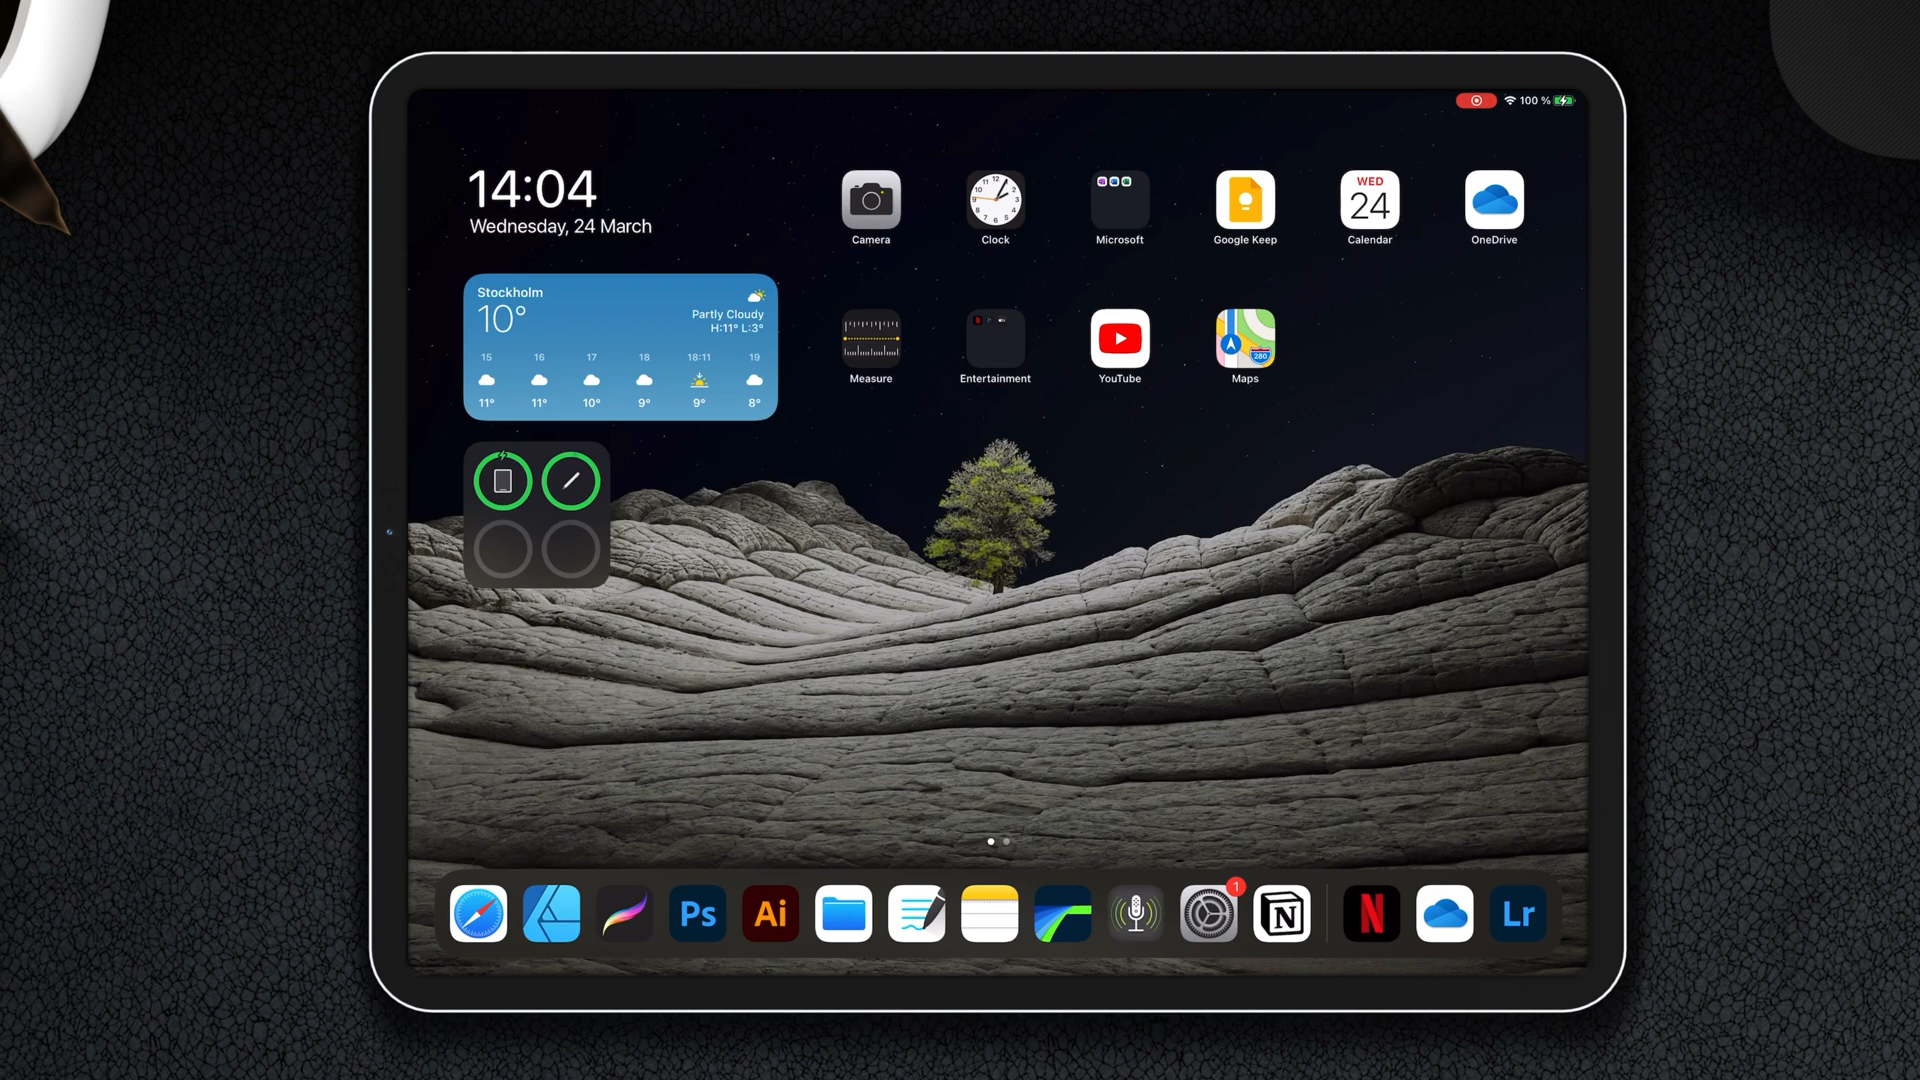 100 %
14:04
Wednesday, 24 March
Camera
Clock
Microsoft
Google Keep
WED
24
Calendar
OneDrive
Stockholm
10°
Partly Cloudy
H:11° L:3°
15 16 17 18 18:11 19
11° 11° 10° 9° 9° 8°
Measure
Entertainment
YouTube
280
Maps
Ps
Ai
1
N
N
Lr